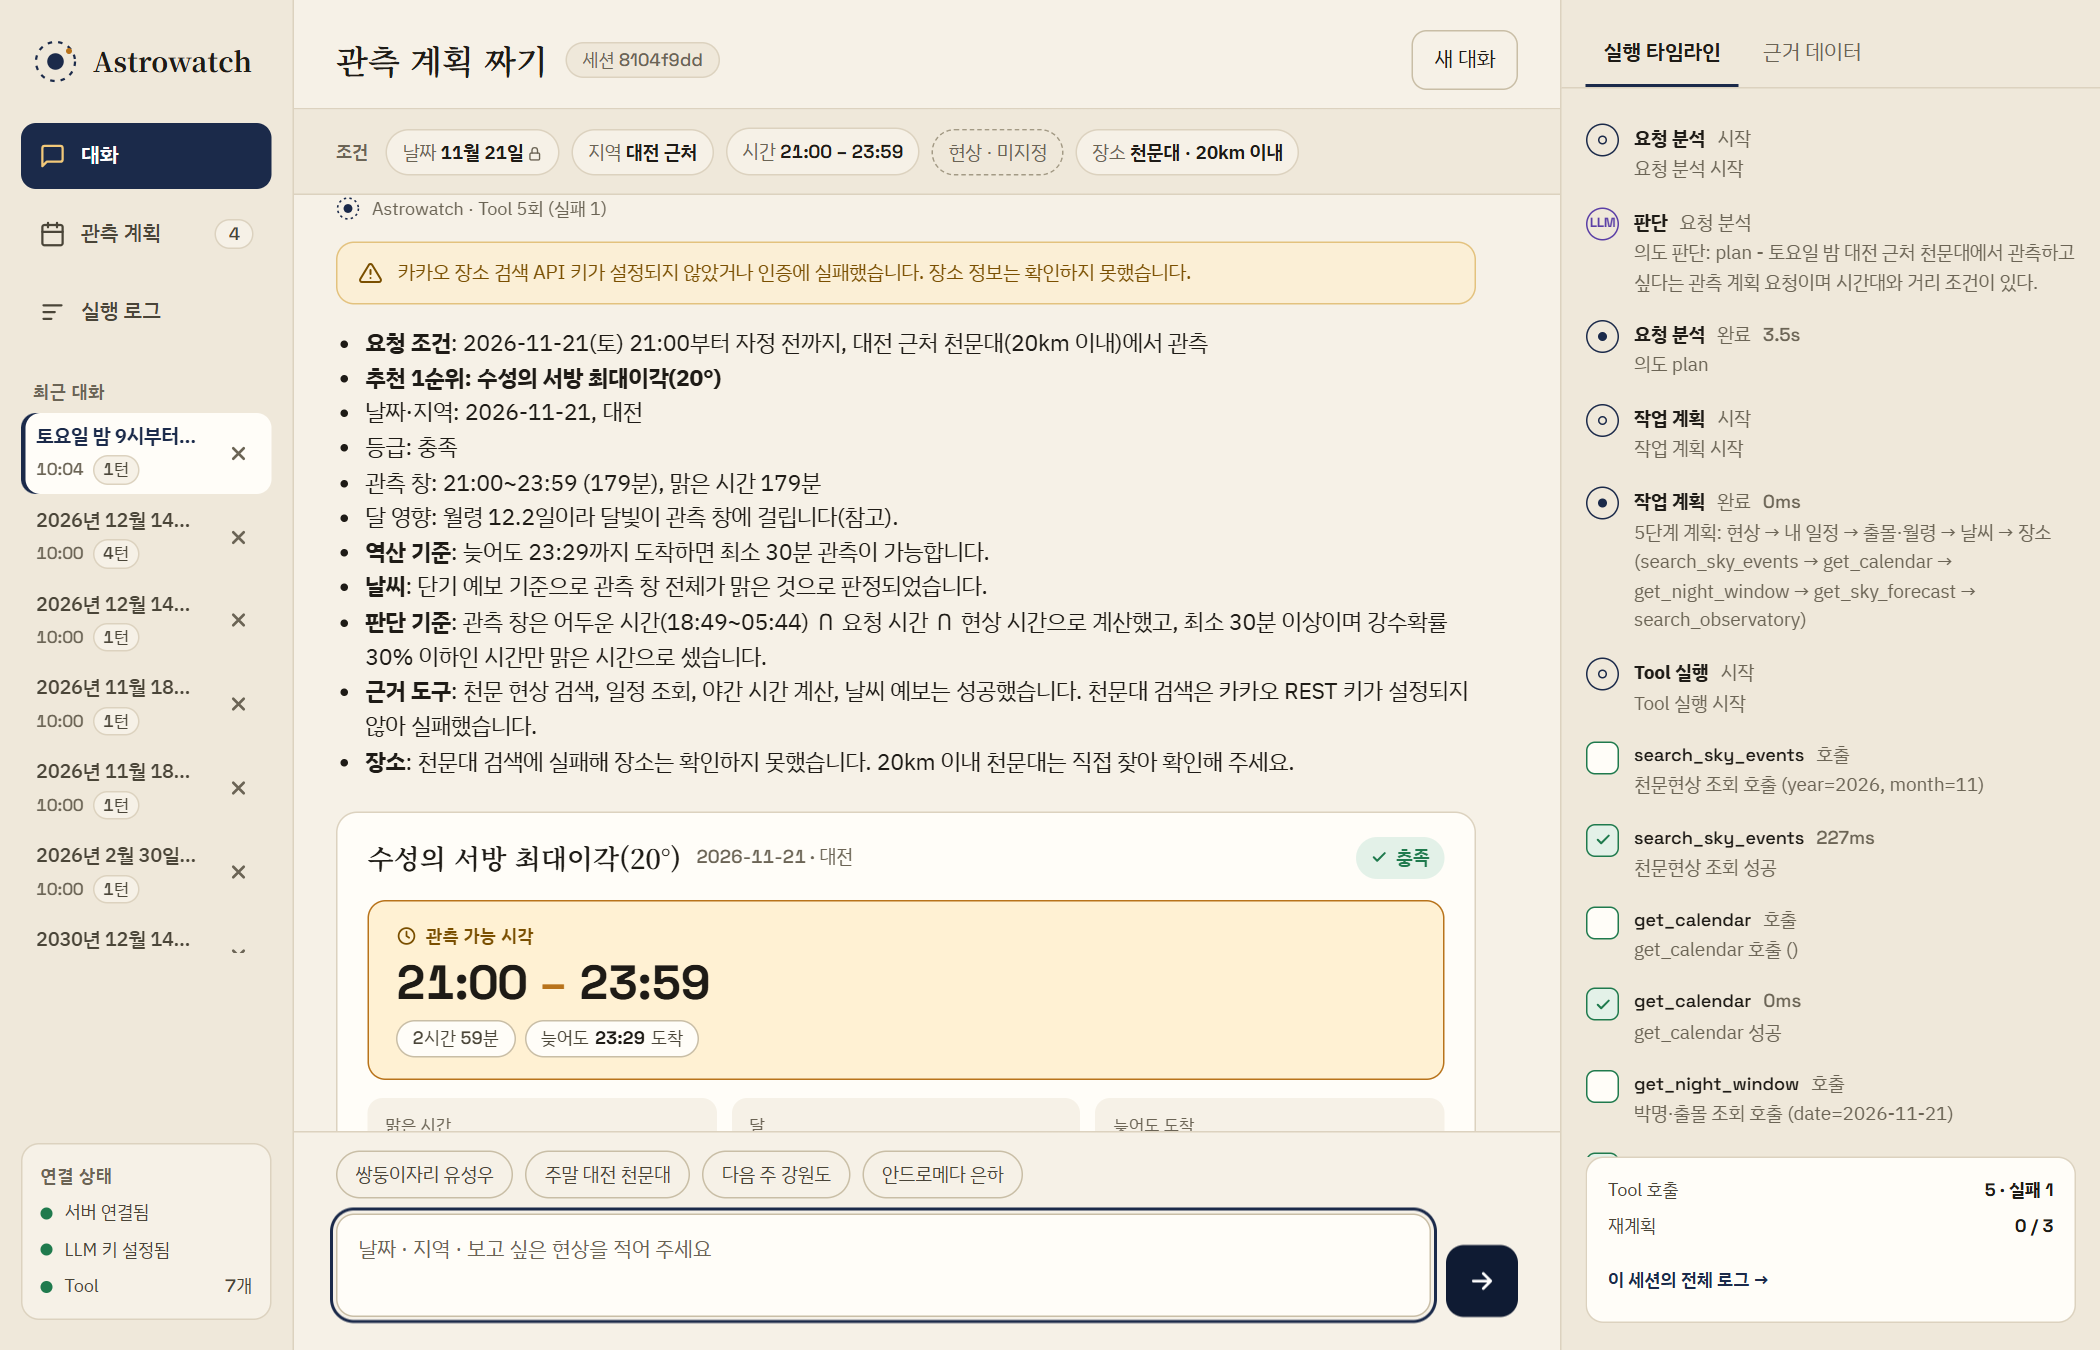 Astrowatch
대화
관측 계획 4
실행 로그
최근 대화
토요일 밤 9시부터...
10:04 1턴
2026년 12월 14...
10:00 4턴
2026년 12월 14...
10:00 1턴
2026년 11월 18...
10:00 1턴
2026년 11월 18...
10:00 1턴
2026년 2월 30일...
10:00 1턴
2030년 12월 14...
연결 상태
서버 연결됨
LLM 키 설정됨
Tool 7개
관측 계획 짜기 세션 8104f9dd 새 대화
조건 날짜 11월 21일 지역 대전 근처 시간 21:00 – 23:59 현상 · 미지정 장소 천문대 · 20km 이내
Astrowatch · Tool 5회 (실패 1)
카카오 장소 검색 API 키가 설정되지 않았거나 인증에 실패했습니다. 장소 정보는 확인하지 못했습니다.
• 요청 조건: 2026-11-21(토) 21:00부터 자정 전까지, 대전 근처 천문대(20km 이내)에서 관측
• 추천 1순위: 수성의 서방 최대이각(20°)
• 날짜·지역: 2026-11-21, 대전
• 등급: 충족
• 관측 창: 21:00~23:59 (179분), 맑은 시간 179분
• 달 영향: 월령 12.2일이라 달빛이 관측 창에 걸립니다(참고).
• 역산 기준: 늦어도 23:29까지 도착하면 최소 30분 관측이 가능합니다.
• 날씨: 단기 예보 기준으로 관측 창 전체가 맑은 것으로 판정되었습니다.
• 판단 기준: 관측 창은 어두운 시간(18:49~05:44) ∩ 요청 시간 ∩ 현상 시간으로 계산했고, 최소 30분 이상이며 강수확률
30% 이하인 시간만 맑은 시간으로 셌습니다.
• 근거 도구: 천문 현상 검색, 일정 조회, 야간 시간 계산, 날씨 예보는 성공했습니다. 천문대 검색은 카카오 REST 키가 설정되지
않아 실패했습니다.
• 장소: 천문대 검색에 실패해 장소는 확인하지 못했습니다. 20km 이내 천문대는 직접 찾아 확인해 주세요.
수성의 서방 최대이각(20°) 2026-11-21 · 대전 충족
관측 가능 시각
21:00 – 23:59
2시간 59분 늦어도 23:29 도착
맑은 시간 달 늦어도 도착
쌍둥이자리 유성우 주말 대전 천문대 다음 주 강원도 안드로메다 은하
날짜 · 지역 · 보고 싶은 현상을 적어 주세요
실행 타임라인 근거 데이터
요청 분석 시작
요청 분석 시작
LLM 판단 요청 분석
의도 판단: plan - 토요일 밤 대전 근처 천문대에서 관측하고
싶다는 관측 계획 요청이며 시간대와 거리 조건이 있다.
요청 분석 완료 3.5s
의도 plan
작업 계획 시작
작업 계획 시작
작업 계획 완료 0ms
5단계 계획: 현상 → 내 일정 → 출몰·월령 → 날씨 → 장소
(search_sky_events → get_calendar →
get_night_window → get_sky_forecast →
search_observatory)
Tool 실행 시작
Tool 실행 시작
search_sky_events 호출
천문현상 조회 호출 (year=2026, month=11)
search_sky_events 227ms
천문현상 조회 성공
get_calendar 호출
get_calendar 호출 ()
get_calendar 0ms
get_calendar 성공
get_night_window 호출
박명·출몰 조회 호출 (date=2026-11-21)
Tool 호출 5 · 실패 1
재계획 0 / 3
이 세션의 전체 로그 →